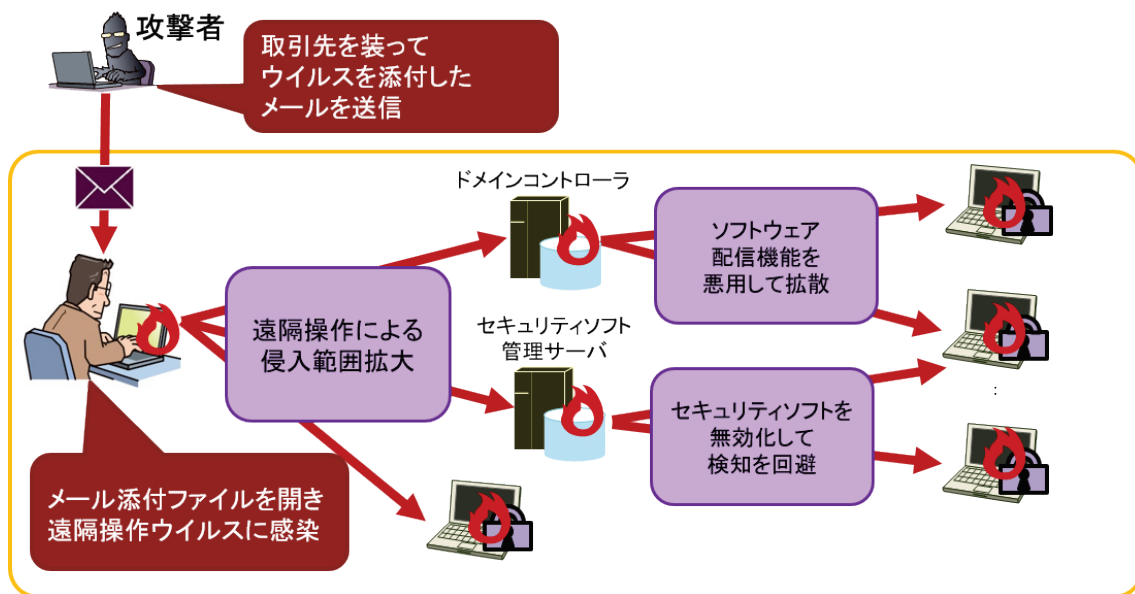 攻撃者
取引先を装って
ウイルスを添付した
メールを送信
ドメインコントローラ
ソフトウェア
配信機能を
悪用して拡散
遠隔操作による
侵入範囲拡大
セキュリティソフト
管理サーバ
セキュリティソフトを
無効化して
検知を回避
:
メール添付ファイルを開き
遠隔操作ウイルスに感染